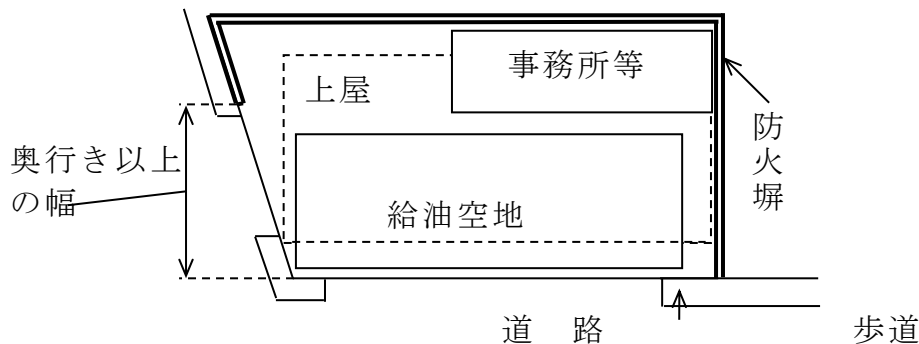 事務所等
上屋
防火塀
奥行き以上
の幅
給油空地
道 路
歩道